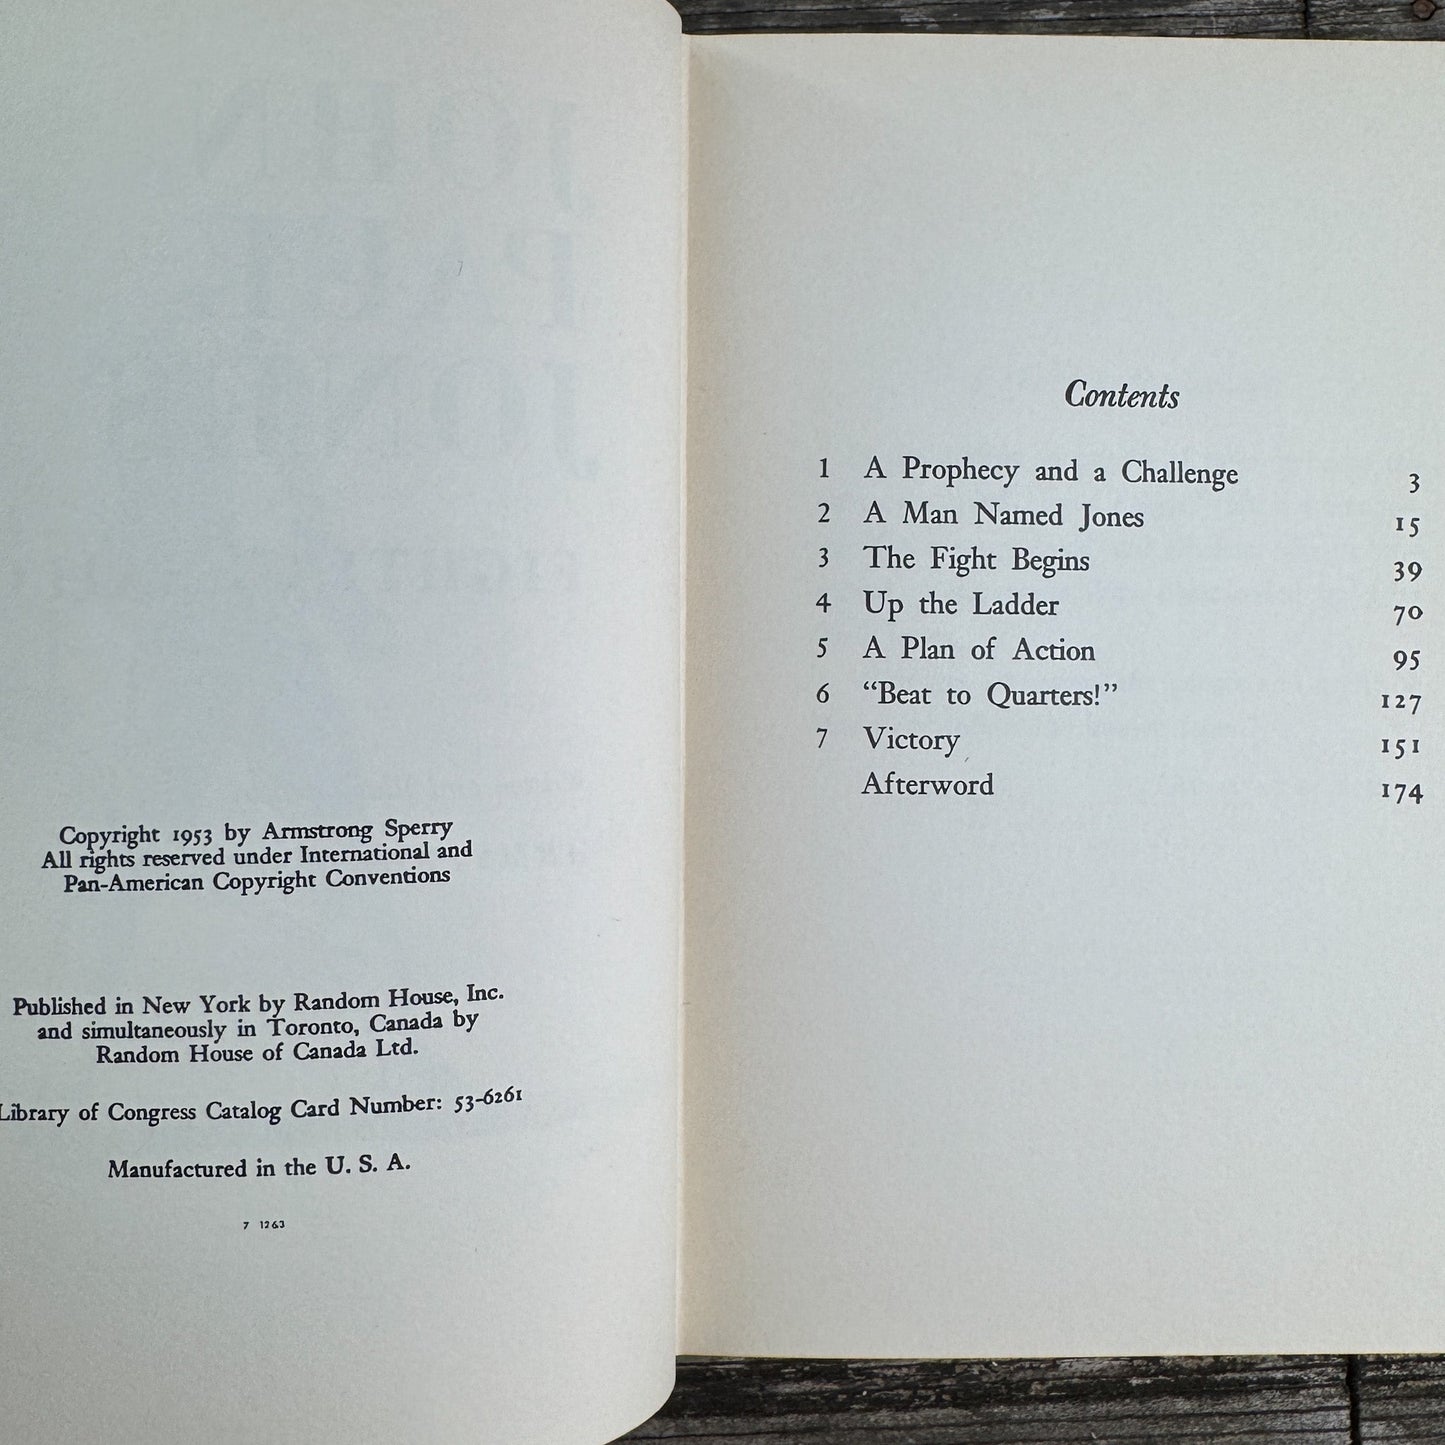 Copyright 1953 by Armstrong Sperry
All rights reserved under International and
Pan-American Copyright Conventions
Published in New York by Random House, Inc.
and simultaneously in Toronto, Canada by
Random House of Canada Ltd.
Library of Congress Catalog Card Number: 53-6261
Manufactured in the U. S. A.
7 1263
Contents
1 A Prophecy and a Challenge 3
2 A Man Named Jones 15
3 The Fight Begins 39
4 Up the Ladder 70
5 A Plan of Action 95
6 “Beat to Quarters!” 127
7 Victory 151
Afterword 174